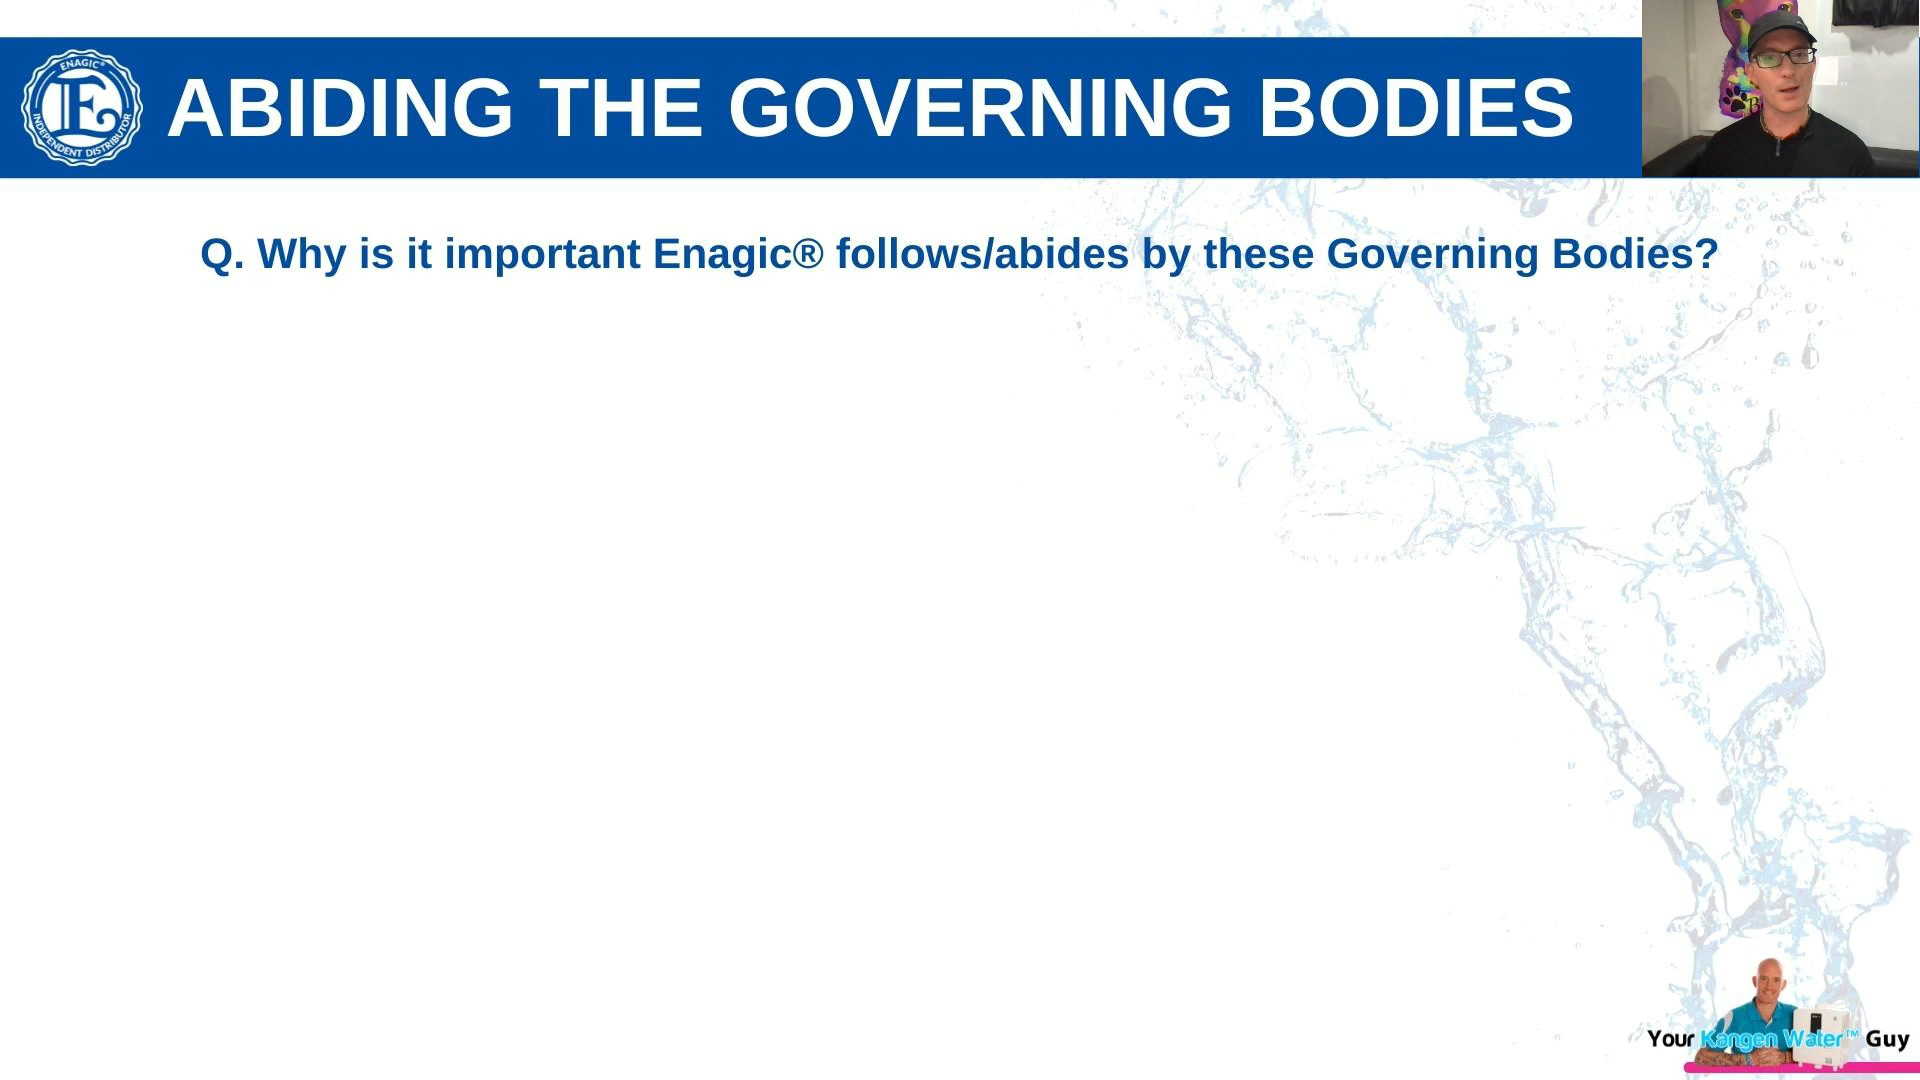 ENAGIC®
INDEPENDENT DISTRIBUTOR
E
ABIDING THE GOVERNING BODIES
Q. Why is it important Enagic® follows/abides by these Governing Bodies?
Your Kangen Water™ Guy